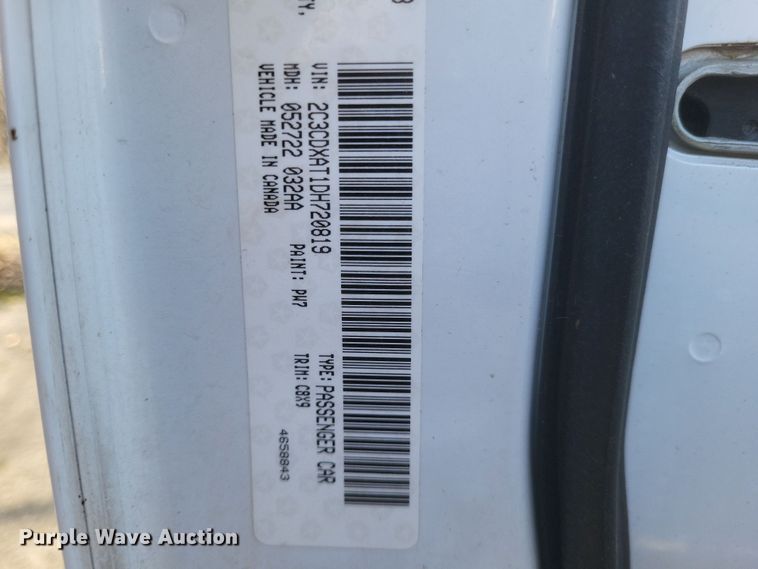 VIN: 2C3CDXAT1DH720819 TYPE: PASSENGER CAR
MDH: 052722 032AA PAINT: PW7 TRIM: C8X9
VEHICLE MADE IN CANADA 4658843
Purple Wave Auction